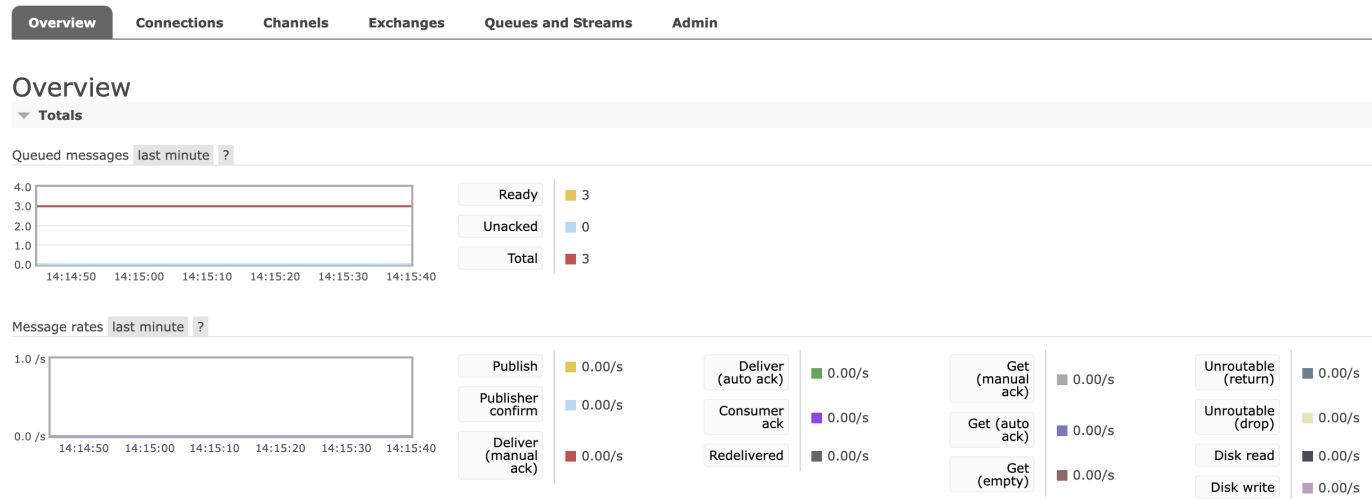 Overview Connections Channels Exchanges Queues and Streams Admin
Overview
Totals
Queued messages last minute ?
4.0
3.0
2.0
1.0
0.0
14:14:50 14:15:00 14:15:10 14:15:20 14:15:30 14:15:40
Ready 3
Unacked 0
Total 3
Message rates last minute ?
1.0 /s
0.0 /s
14:14:50 14:15:00 14:15:10 14:15:20 14:15:30 14:15:40
Publish 0.00/s
Publisher
confirm 0.00/s
Deliver
(manual 0.00/s
ack)
Deliver
(auto ack) 0.00/s
Consumer
ack 0.00/s
Redelivered 0.00/s
Get
(manual 0.00/s
ack)
Get (auto
ack) 0.00/s
Get
(empty) 0.00/s
Unroutable
(return) 0.00/s
Unroutable
(drop) 0.00/s
Disk read 0.00/s
Disk write 0.00/s